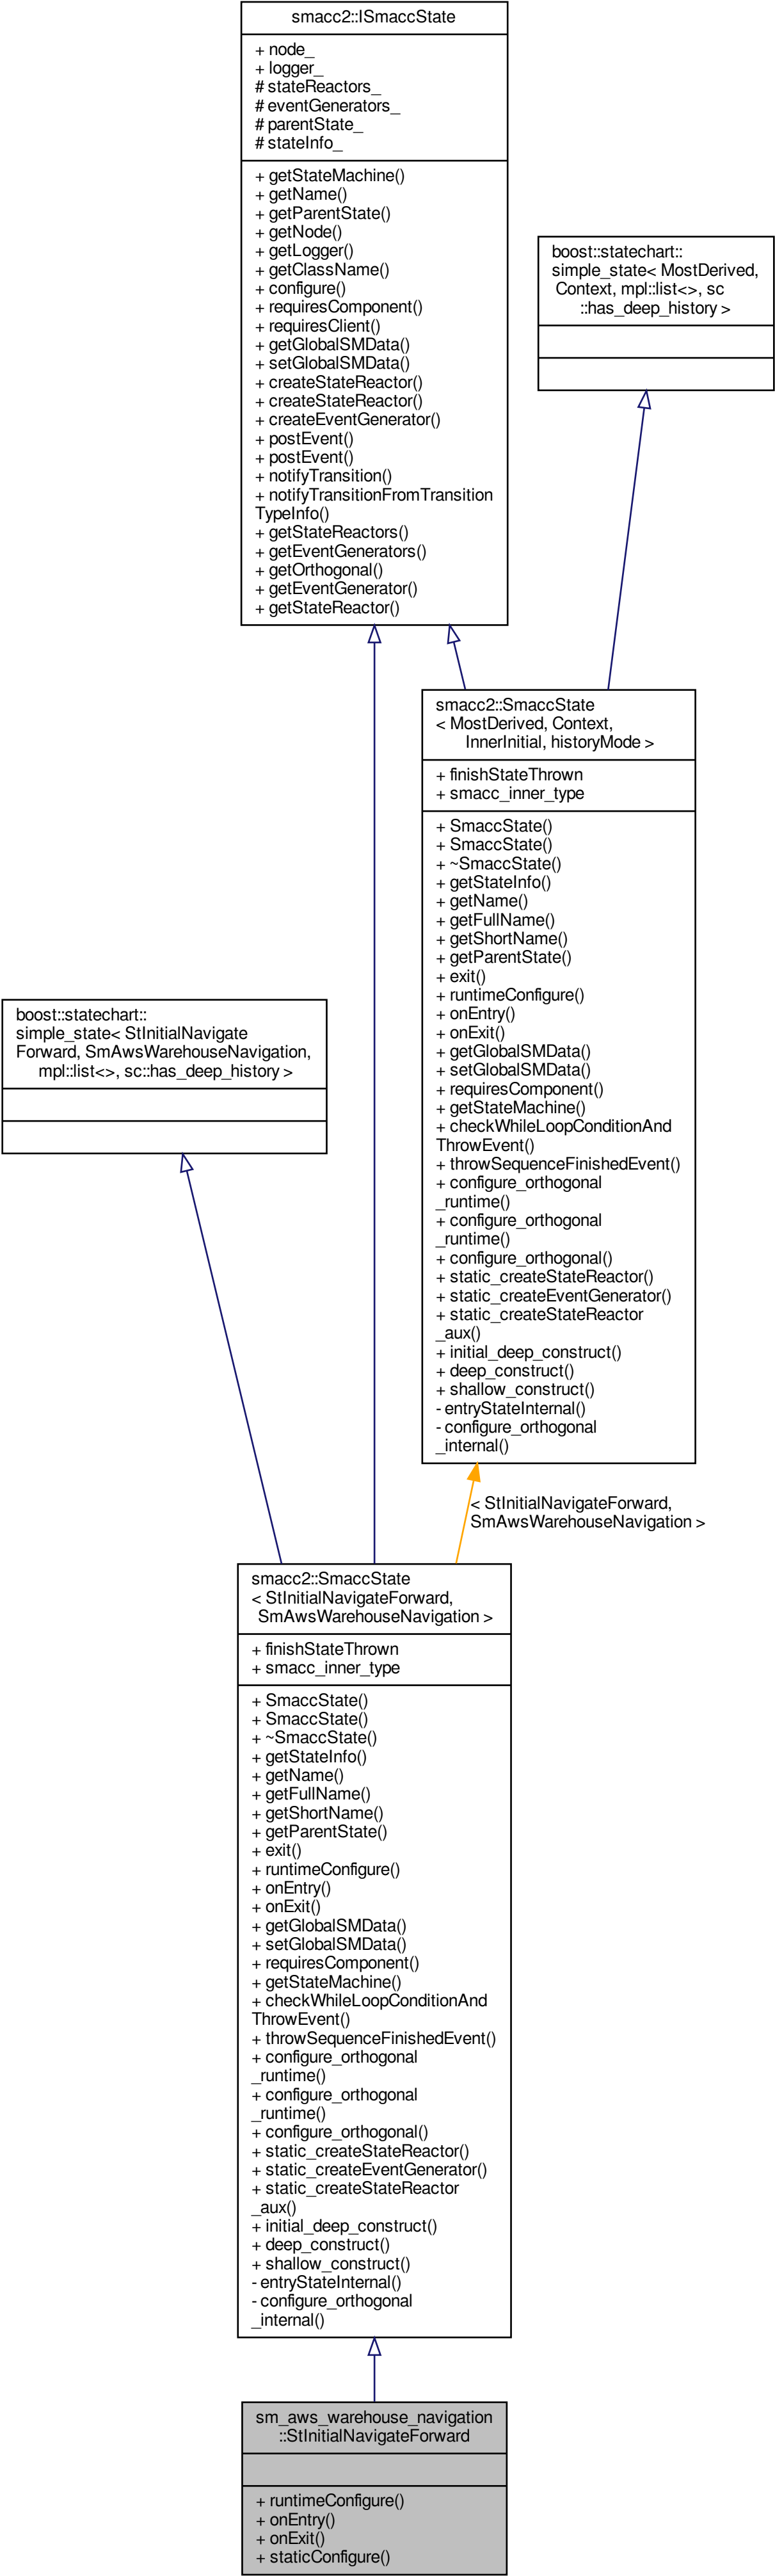 smacc2::ISmaccState
+ node_
+ logger_
# stateReactors_
# eventGenerators_
# parentState_
# stateInfo_
+ getStateMachine()
+ getName()
+ getParentState()
+ getNode()
+ getLogger()
+ getClassName()
+ configure()
+ requiresComponent()
+ requiresClient()
+ getGlobalSMData()
+ setGlobalSMData()
+ createStateReactor()
+ createStateReactor()
+ createEventGenerator()
+ postEvent()
+ postEvent()
+ notifyTransition()
+ notifyTransitionFromTransition
TypeInfo()
+ getStateReactors()
+ getEventGenerators()
+ getOrthogonal()
+ getEventGenerator()
+ getStateReactor()
boost::statechart::
simple_state< MostDerived,
Context, mpl::list<>, sc
::has_deep_history >
smacc2::SmaccState
< MostDerived, Context,
InnerInitial, historyMode >
+ finishStateThrown
+ smacc_inner_type
+ SmaccState()
+ SmaccState()
+ ~SmaccState()
+ getStateInfo()
+ getName()
+ getFullName()
+ getShortName()
+ getParentState()
+ exit()
+ runtimeConfigure()
+ onEntry()
+ onExit()
+ getGlobalSMData()
+ setGlobalSMData()
+ requiresComponent()
+ getStateMachine()
+ checkWhileLoopConditionAnd
ThrowEvent()
+ throwSequenceFinishedEvent()
+ configure_orthogonal
_runtime()
+ configure_orthogonal
_runtime()
+ configure_orthogonal()
+ static_createStateReactor()
+ static_createEventGenerator()
+ static_createStateReactor
_aux()
+ initial_deep_construct()
+ deep_construct()
+ shallow_construct()
- entryStateInternal()
- configure_orthogonal
_internal()
boost::statechart::
simple_state< StInitialNavigate
Forward, SmAwsWarehouseNavigation,
mpl::list<>, sc::has_deep_history >
< StInitialNavigateForward,
SmAwsWarehouseNavigation >
smacc2::SmaccState
< StInitialNavigateForward,
SmAwsWarehouseNavigation >
+ finishStateThrown
+ smacc_inner_type
+ SmaccState()
+ SmaccState()
+ ~SmaccState()
+ getStateInfo()
+ getName()
+ getFullName()
+ getShortName()
+ getParentState()
+ exit()
+ runtimeConfigure()
+ onEntry()
+ onExit()
+ getGlobalSMData()
+ setGlobalSMData()
+ requiresComponent()
+ getStateMachine()
+ checkWhileLoopConditionAnd
ThrowEvent()
+ throwSequenceFinishedEvent()
+ configure_orthogonal
_runtime()
+ configure_orthogonal
_runtime()
+ configure_orthogonal()
+ static_createStateReactor()
+ static_createEventGenerator()
+ static_createStateReactor
_aux()
+ initial_deep_construct()
+ deep_construct()
+ shallow_construct()
- entryStateInternal()
- configure_orthogonal
_internal()
sm_aws_warehouse_navigation
::StInitialNavigateForward
+ runtimeConfigure()
+ onEntry()
+ onExit()
+ staticConfigure()